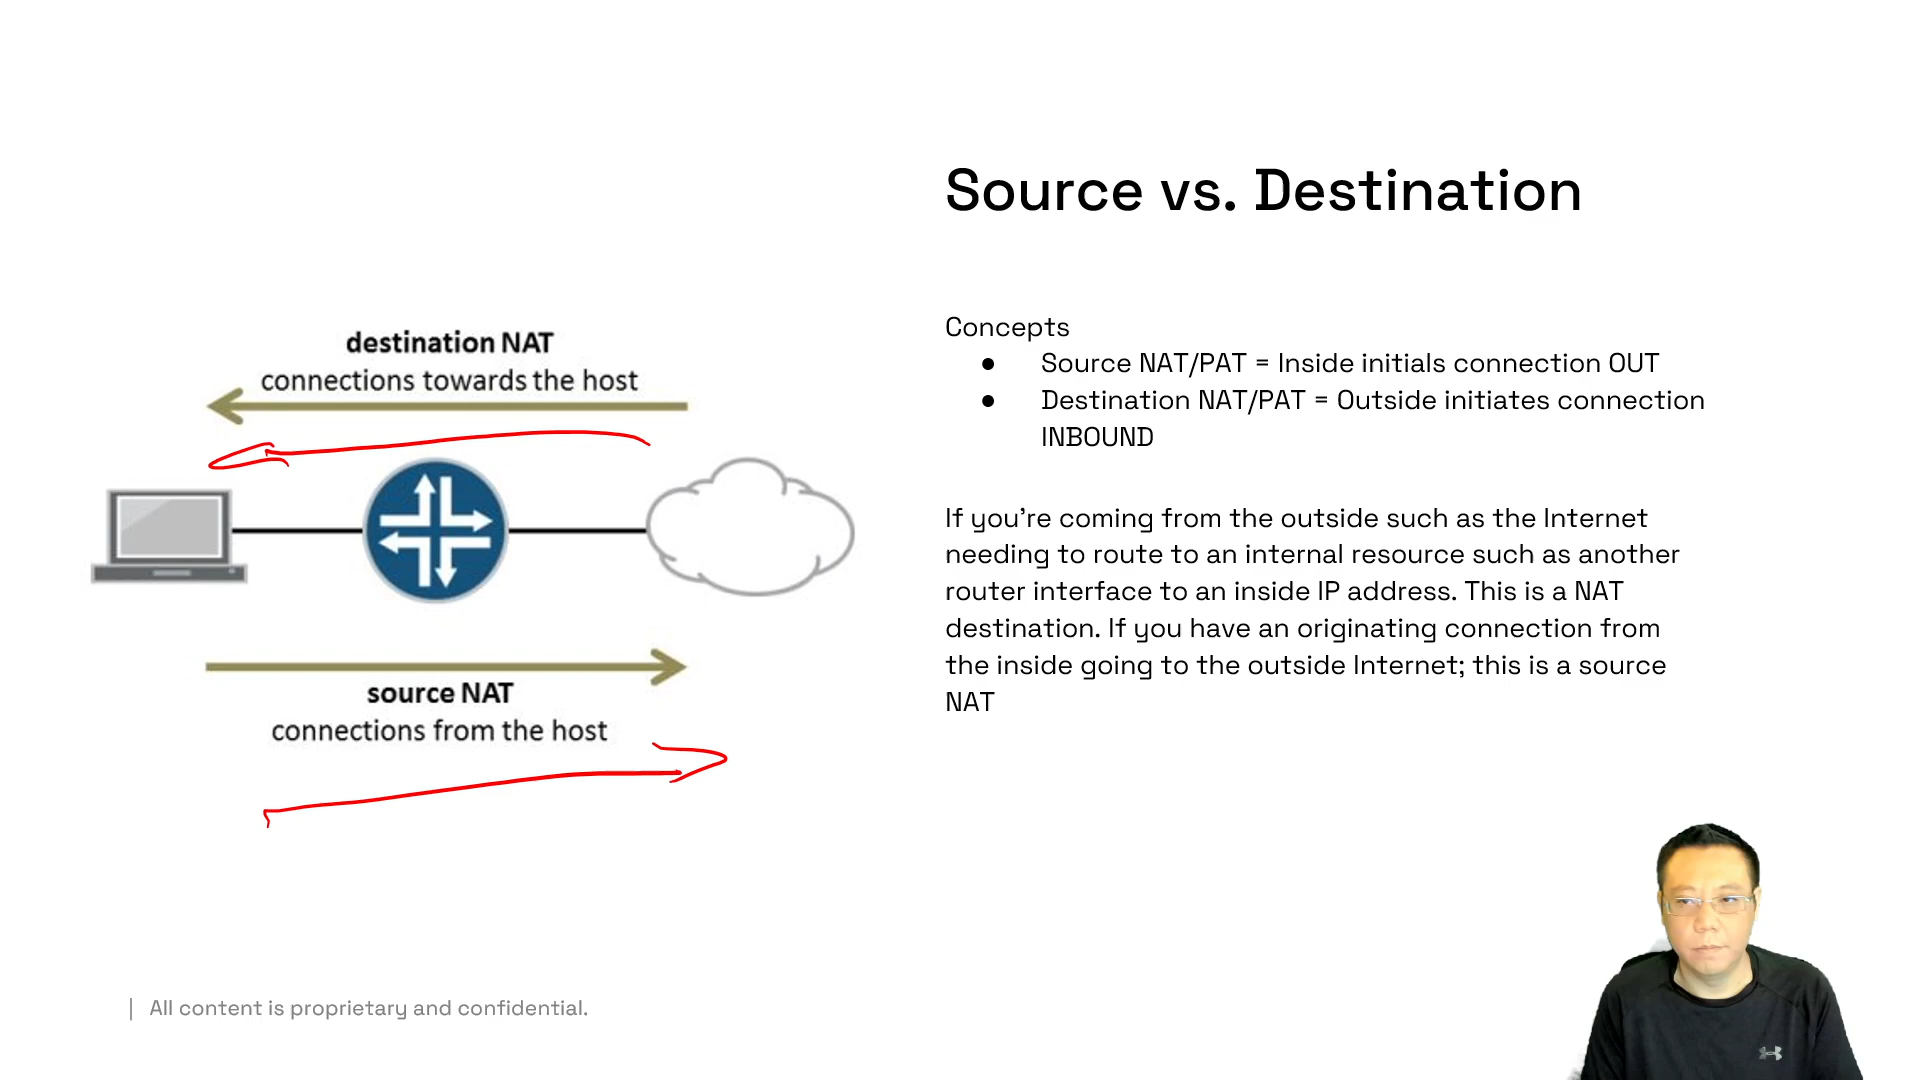 Source vs. Destination
destination NAT
connections towards the host
source NAT
connections from the host
Concepts
● Source NAT/PAT = Inside initials connection OUT
● Destination NAT/PAT = Outside initiates connection
INBOUND
If you’re coming from the outside such as the Internet
needing to route to an internal resource such as another
router interface to an inside IP address. This is a NAT
destination. If you have an originating connection from
the inside going to the outside Internet; this is a source
NAT
| All content is proprietary and confidential.